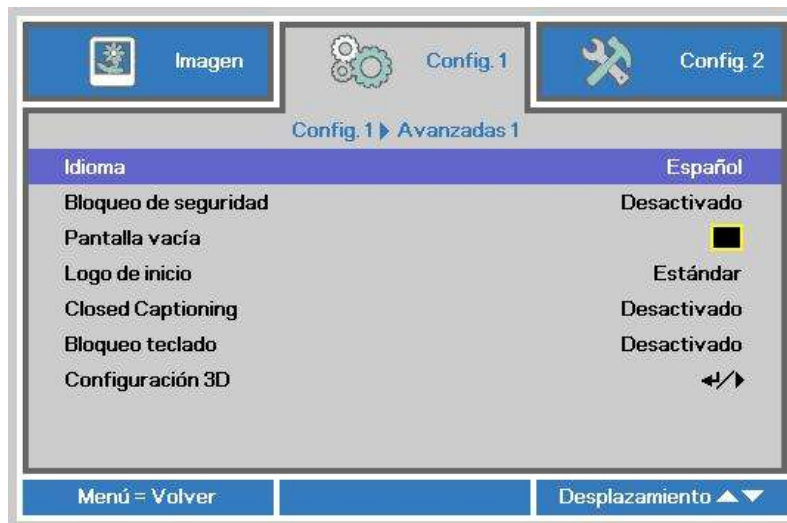 Imagen
Config. 1
Config. 2
Config. 1 Avanzadas 1
Idioma Español
Bloqueo de seguridad Desactivado
Pantalla vacía
Logo de inicio Estándar
Closed Captioning Desactivado
Bloqueo teclado Desactivado
Configuración 3D
Menú = Volver
Desplazamiento